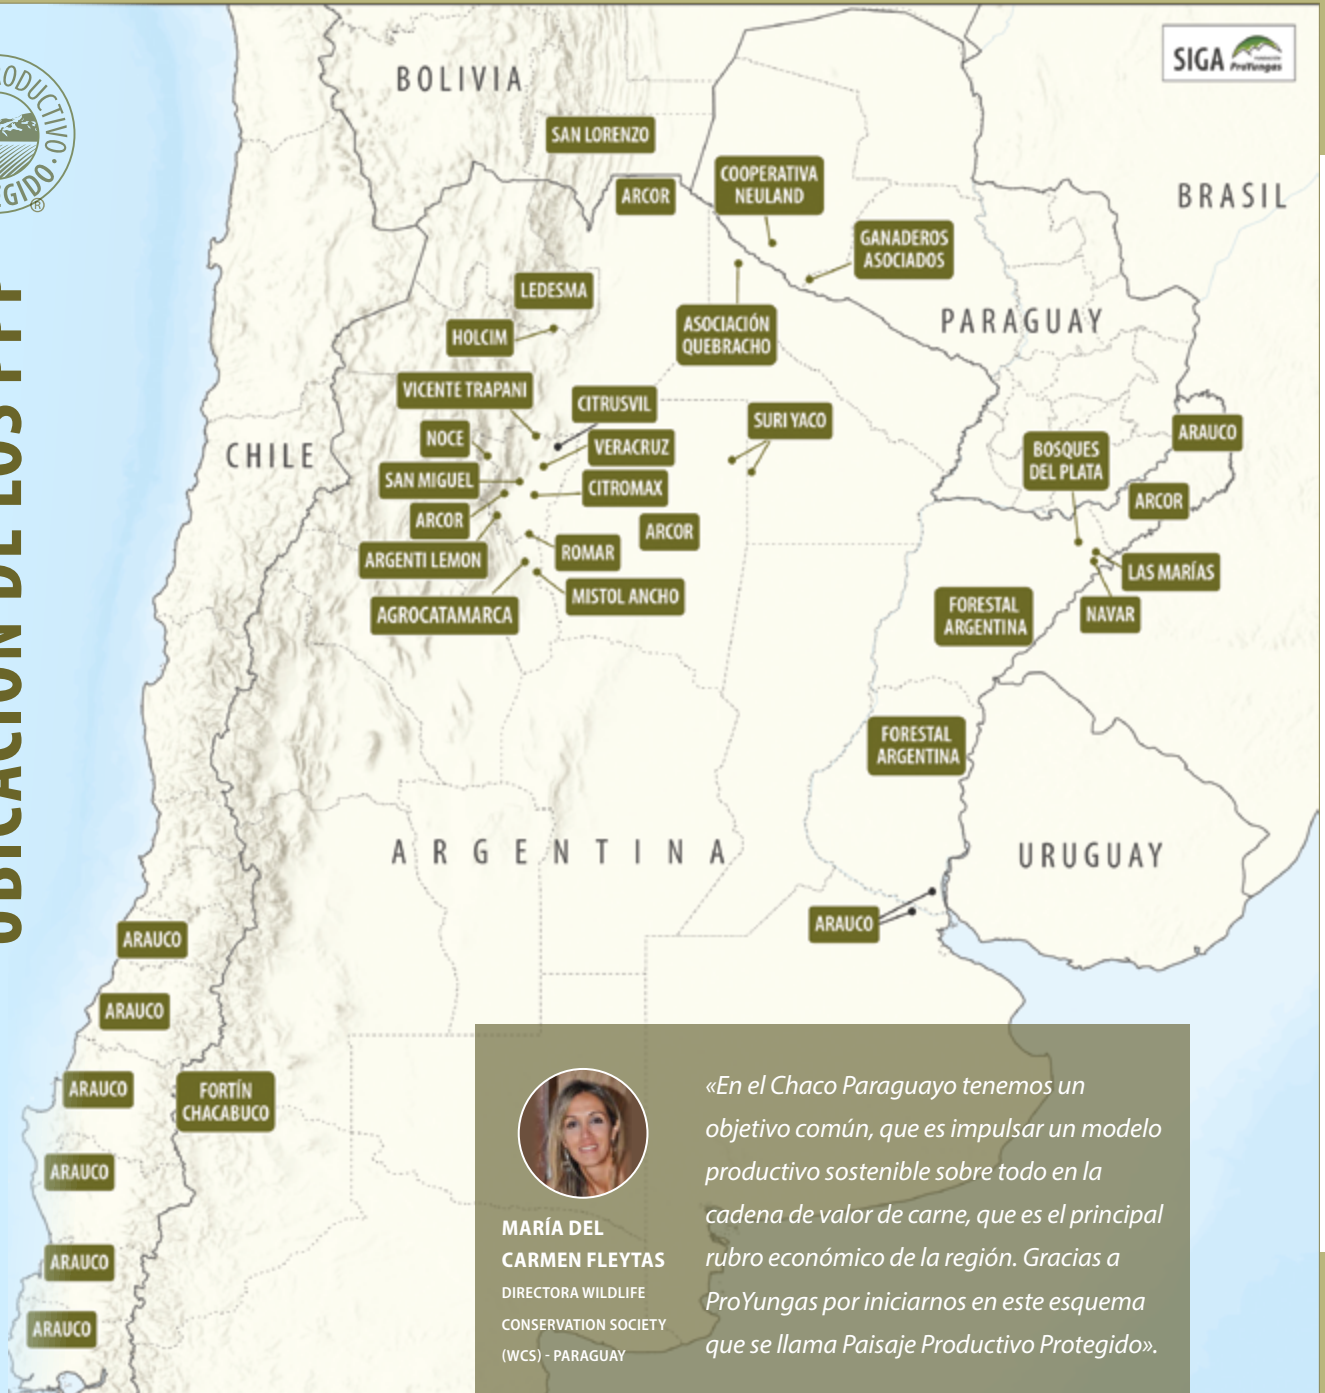 UBICACIÓN DE LOS PPP
ODUCTIVO
EGIDO
®
SIGA
FUNDACIÓN
ProYungas
BOLIVIA
SAN LORENZO
ARCOR
COOPERATIVA
NEULAND
BRASIL
GANADEROS
ASOCIADOS
LEDESMA
HOLCIM
ASOCIACIÓN
QUEBRACHO
PARAGUAY
VICENTE TRAPANI
CITRUSVIL
SURI YACO
ARAUCO
CHILE
NOCE
VERACRUZ
BOSQUES
DEL PLATA
SAN MIGUEL
CITROMAX
ARCOR
ARCOR
ARCOR
ARGENTI LEMON
ROMAR
LAS MARÍAS
AGROCATAMARCA
MISTOL ANCHO
FORESTAL
ARGENTINA
NAVAR
FORESTAL
ARGENTINA
ARGENTINA
URUGUAY
ARAUCO
ARAUCO
ARAUCO
ARAUCO
FORTÍN
CHACABUCO
ARAUCO
ARAUCO
ARAUCO
MARÍA DEL
CARMEN FLEYTAS
DIRECTORA WILDLIFE
CONSERVATION SOCIETY
(WCS) - PARAGUAY
«En el Chaco Paraguayo tenemos un
objetivo común, que es impulsar un modelo
productivo sostenible sobre todo en la
cadena de valor de carne, que es el principal
rubro económico de la región. Gracias a
ProYungas por iniciarnos en este esquema
que se llama Paisaje Productivo Protegido».